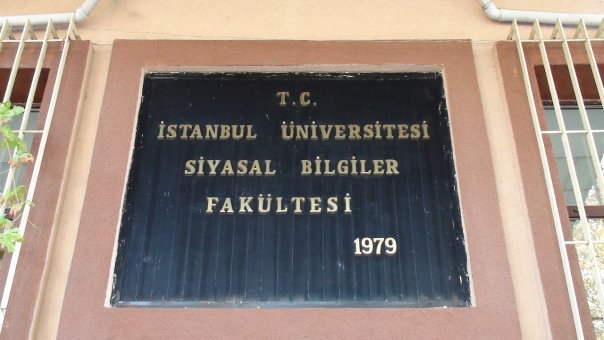 T.C.
İSTANBUL ÜNİVERSİTESİ
SİYASAL BİLGİLER
FAKÜLTESİ
1979